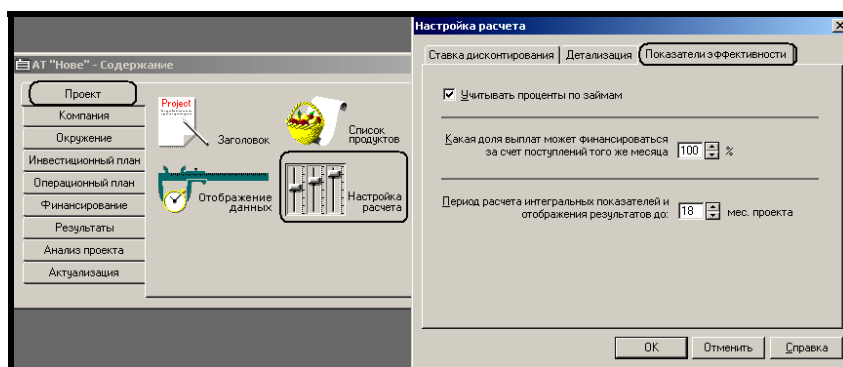 АТ "Нове" - Содержание
Проект
Компания
Окружение
Инвестиционный план
Операционный план
Финансирование
Результаты
Анализ проекта
Актуализация
Project
Заголовок
Список
продуктов
Отображение
данных
Настройка
расчета
Настройка расчета
Ставка дисконтирования
Детализация
Показатели эффективности
Учитывать проценты по займам
Какая доля выплат может финансироваться
за счет поступлений того же месяца
100 %
Период расчета интегральных показателей и
отображения результатов до:
18 мес. проекта
OK
Отменить
Справка